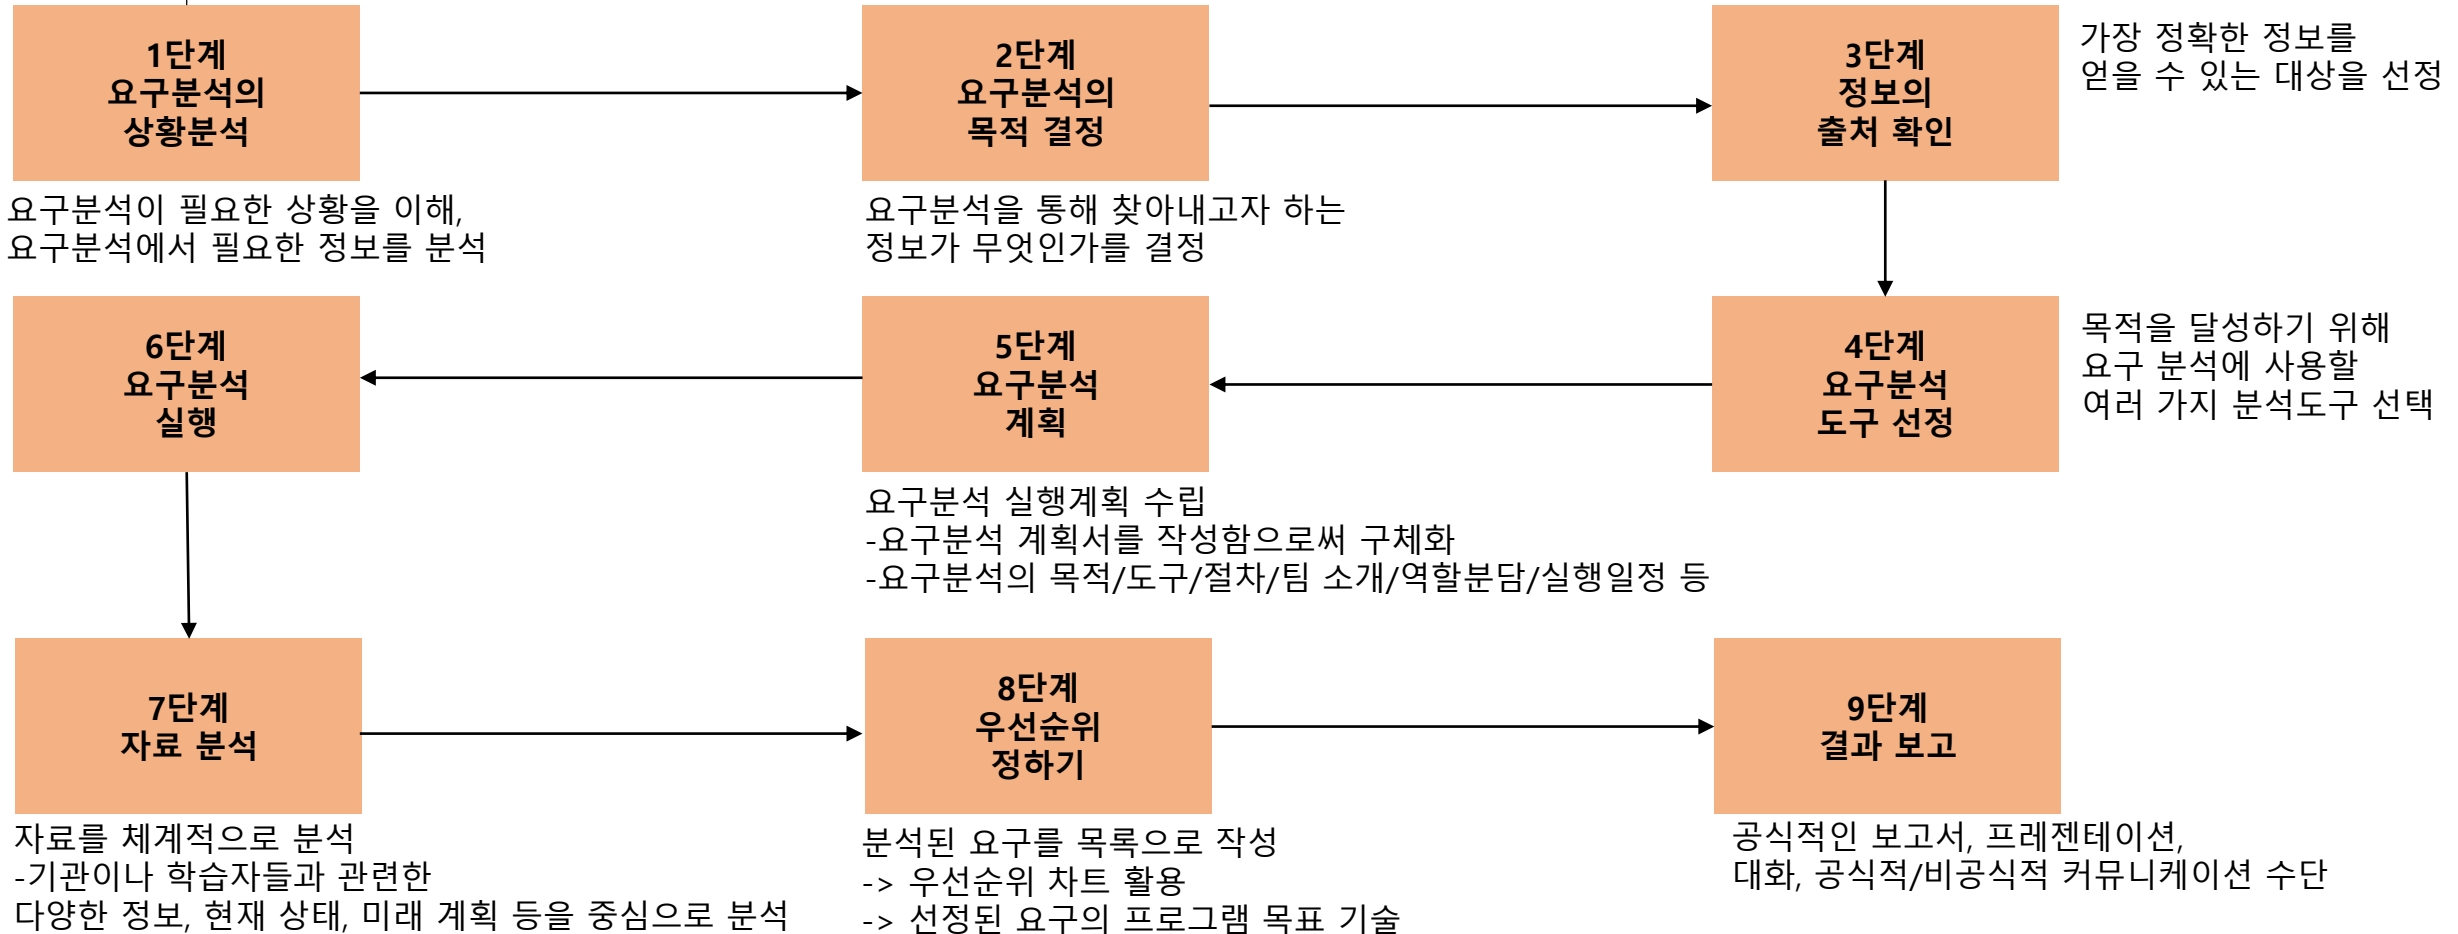 1단계
요구분석의
상황분석
요구분석이 필요한 상황을 이해,
요구분석에서 필요한 정보를 분석
2단계
요구분석의
목적 결정
요구분석을 통해 찾아내고자 하는
정보가 무엇인가를 결정
3단계
정보의
출처 확인
가장 정확한 정보를
얻을 수 있는 대상을 선정
4단계
요구분석
도구 선정
목적을 달성하기 위해
요구 분석에 사용할
여러 가지 분석도구 선택
5단계
요구분석
계획
요구분석 실행계획 수립
-요구분석 계획서를 작성함으로써 구체화
-요구분석의 목적/도구/절차/팀 소개/역할분담/실행일정 등
6단계
요구분석
실행
7단계
자료 분석
자료를 체계적으로 분석
-기관이나 학습자들과 관련한
다양한 정보, 현재 상태, 미래 계획 등을 중심으로 분석
8단계
우선순위
정하기
분석된 요구를 목록으로 작성
-> 우선순위 차트 활용
-> 선정된 요구의 프로그램 목표 기술
9단계
결과 보고
공식적인 보고서, 프레젠테이션,
대화, 공식적/비공식적 커뮤니케이션 수단